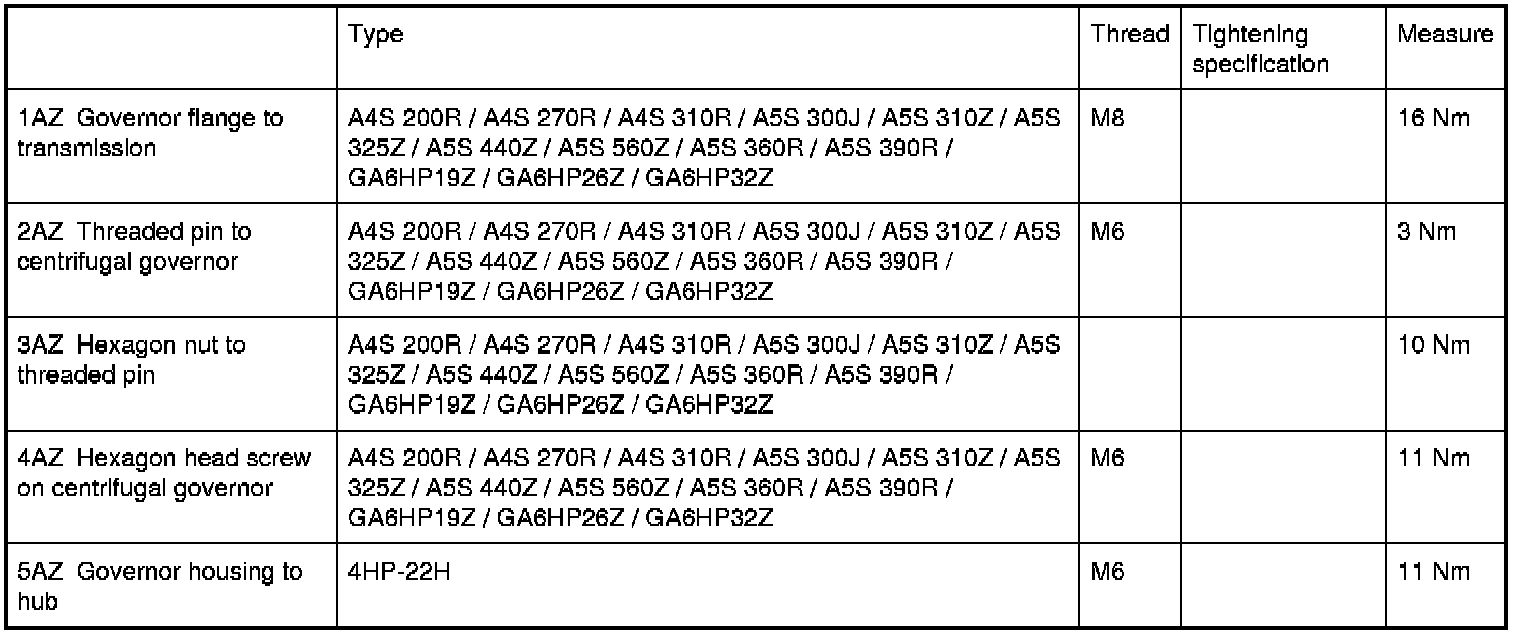 Type Thread Tightening Measure
specification
1AZ Governor flange to A4S 200R / A4S 270R / A4S 310R / A5S 300J / A5S 310Z / A5S M8 16 Nm
transmission 325Z / A5S 440Z / A5S 560Z / A5S 360R / A5S 390R /
GA6HP19Z / GA6HP26Z / GA6HP32Z
2AZ Threaded pin to A4S 200R / A4S 270R / A4S 310R / A5S 300J / A5S 310Z / A5S M6 3 Nm
centrifugal governor 325Z / A5S 440Z / A5S 560Z / A5S 360R / A5S 390R /
GA6HP19Z / GA6HP26Z / GA6HP32Z
3AZ Hexagon nut to A4S 200R / A4S 270R / A4S 310R / A5S 300J / A5S 310Z / A5S 10 Nm
threaded pin 325Z / A5S 440Z / A5S 560Z / A5S 360R / A5S 390R /
GA6HP19Z / GA6HP26Z / GA6HP32Z
4AZ Hexagon head screw A4S 200R / A4S 270R / A4S 310R / A5S 300J / A5S 310Z / A5S M6 11 Nm
on centrifugal governor 325Z / A5S 440Z / A5S 560Z / A5S 360R / A5S 390R /
GA6HP19Z / GA6HP26Z / GA6HP32Z
5AZ Governor housing to 4HP-22H M6 11 Nm
hub